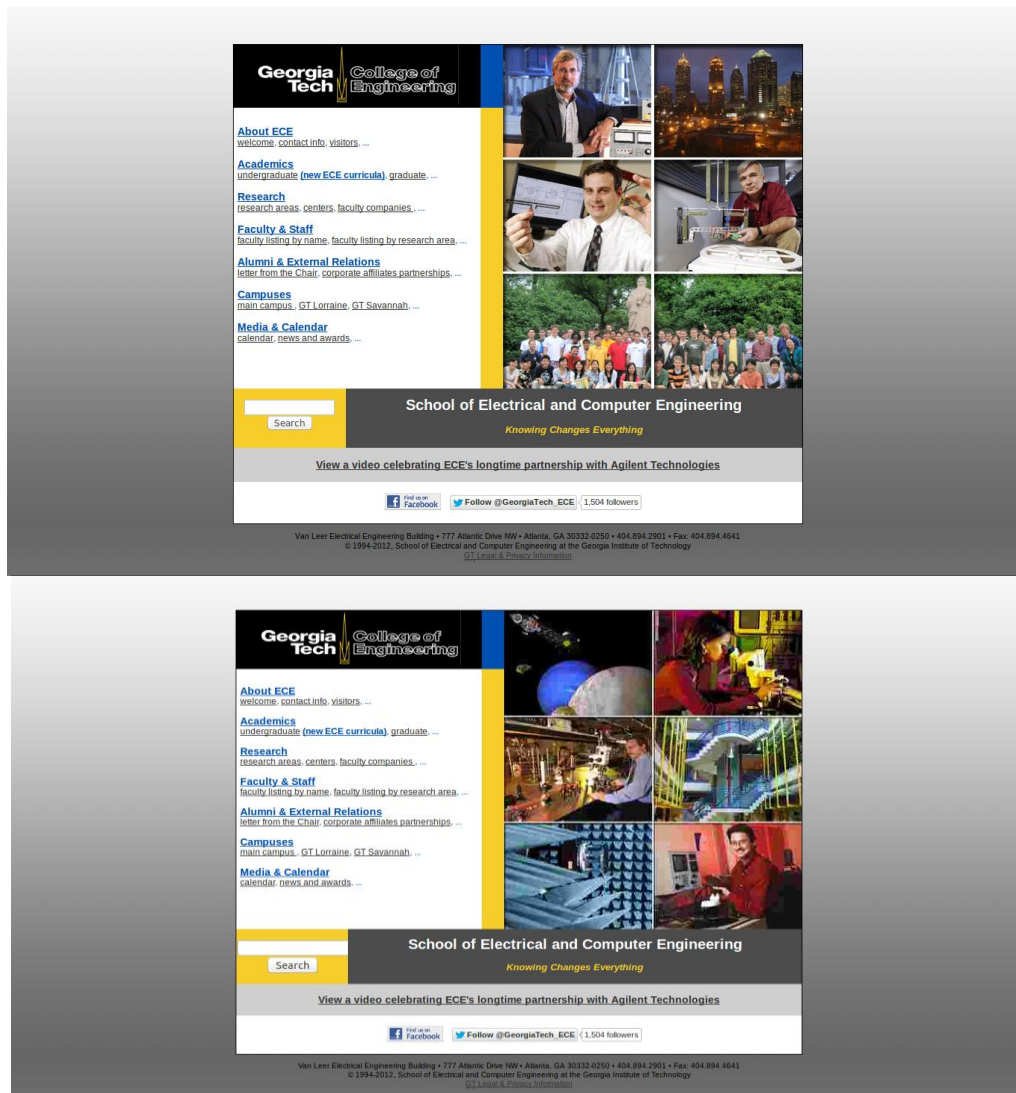 Georgia
Tech
College of
Engineering
About ECE
welcome, contact info, visitors, ...
Academics
undergraduate (new ECE curricula), graduate, ...
Research
research areas, centers, faculty companies , ...
Faculty & Staff
faculty listing by name, faculty listing by research area, ...
Alumni & External Relations
letter from the Chair, corporate affiliates partnerships, ...
Campuses
main campus , GT Lorraine, GT Savannah, ...
Media & Calendar
calendar, news and awards, ...
Search
School of Electrical and Computer Engineering
Knowing Changes Everything
View a video celebrating ECE's longtime partnership with Agilent Technologies
Find us on
Facebook
Follow @GeorgiaTech_ECE 1,504 followers
Van Leer Electrical Engineering Building • 777 Atlantic Drive NW • Atlanta, GA 30332-0250 • 404.894.2901 • Fax: 404.894.4641
© 1994-2012, School of Electrical and Computer Engineering at the Georgia Institute of Technology
GT Legal & Privacy Information
Georgia
Tech
College of
Engineering
About ECE
welcome, contact info, visitors, ...
Academics
undergraduate (new ECE curricula), graduate, ...
Research
research areas, centers, faculty companies , ...
Faculty & Staff
faculty listing by name, faculty listing by research area, ...
Alumni & External Relations
letter from the Chair, corporate affiliates partnerships, ...
Campuses
main campus , GT Lorraine, GT Savannah, ...
Media & Calendar
calendar, news and awards, ...
Search
School of Electrical and Computer Engineering
Knowing Changes Everything
View a video celebrating ECE's longtime partnership with Agilent Technologies
Find us on
Facebook
Follow @GeorgiaTech_ECE 1,504 followers
Van Leer Electrical Engineering Building • 777 Atlantic Drive NW • Atlanta, GA 30332-0250 • 404.894.2901 • Fax: 404.894.4641
© 1994-2012, School of Electrical and Computer Engineering at the Georgia Institute of Technology
GT Legal & Privacy Information